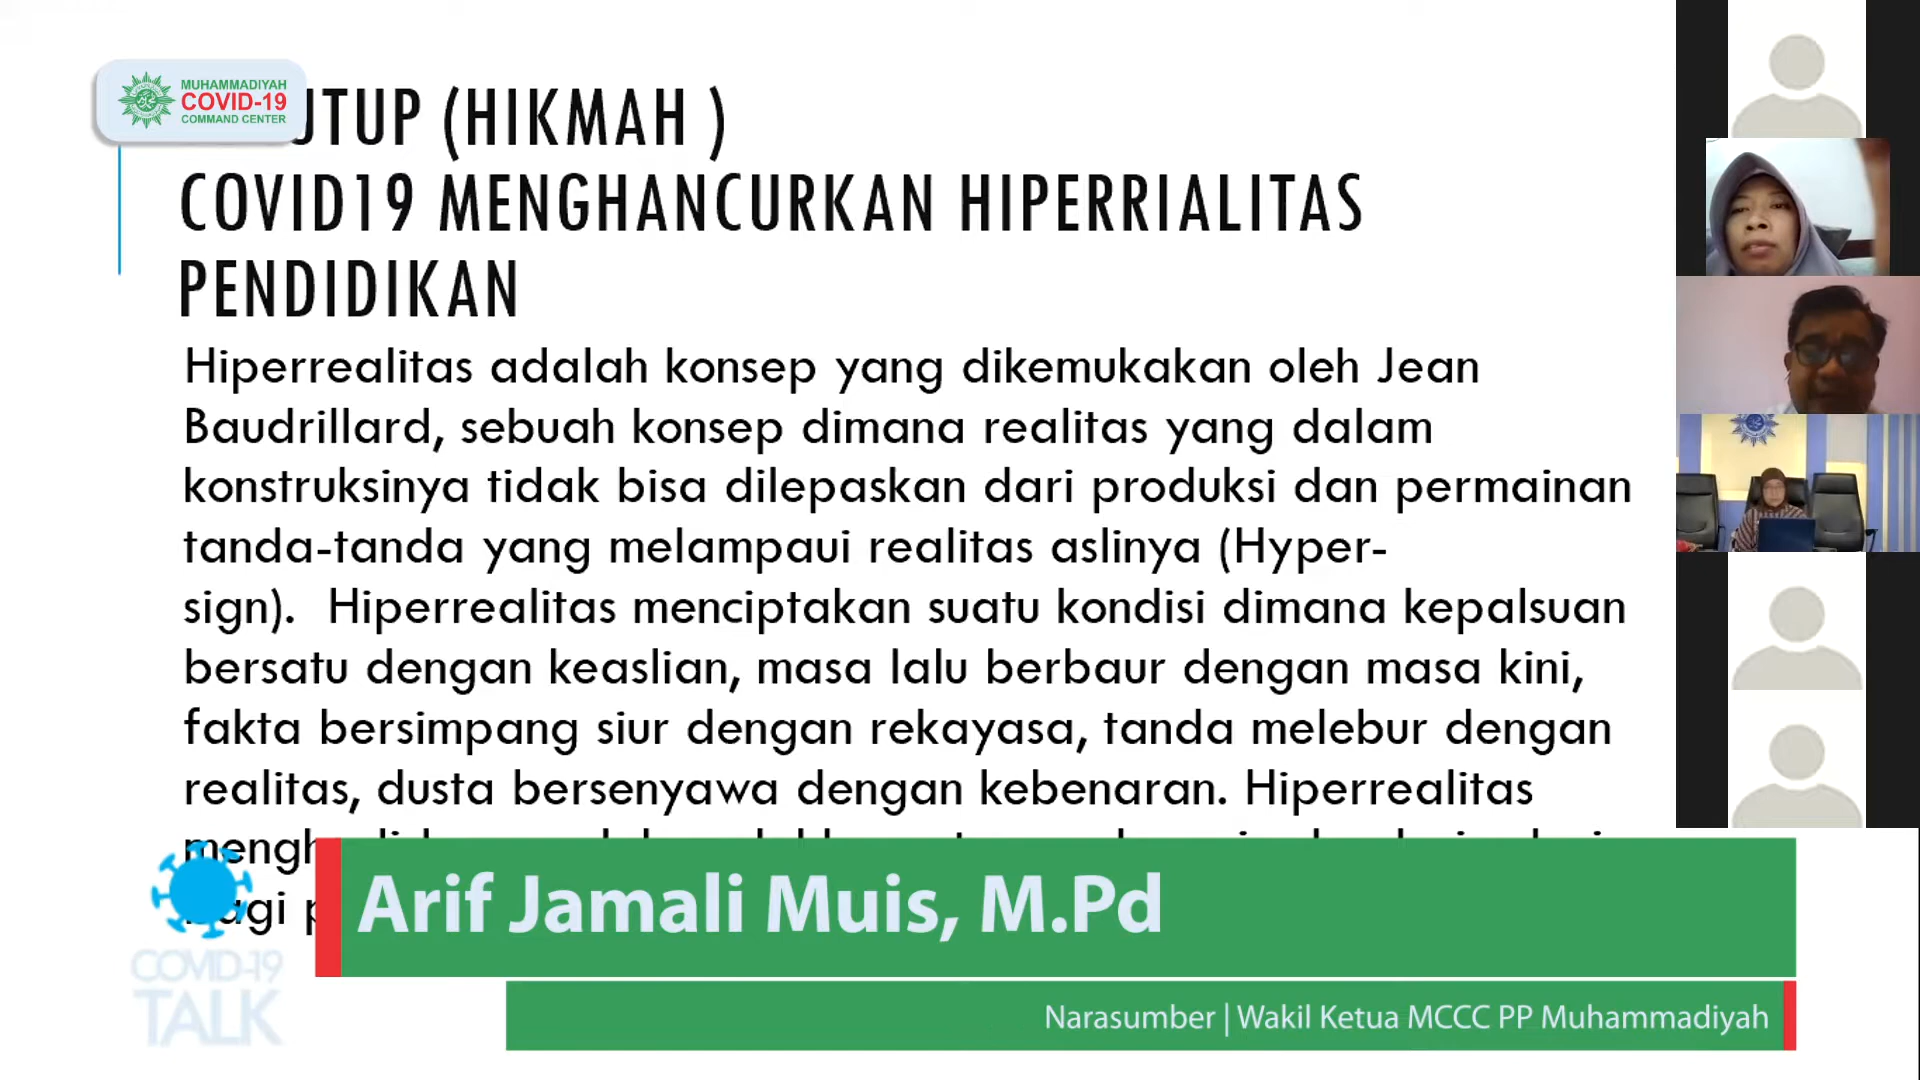 MUHAMMADIYAH
COVID-19
COMMAND CENTER
(HIKMAH )
COVID19 MENGHANCURKAN HIPERRIALITAS
PENDIDIKAN
Hiperrealitas adalah konsep yang dikemukakan oleh Jean
Baudrillard, sebuah konsep dimana realitas yang dalam
konstruksinya tidak bisa dilepaskan dari produksi dan permainan
tanda-tanda yang melampaui realitas aslinya (Hyper-
sign).  Hiperrealitas menciptakan suatu kondisi dimana kepalsuan
bersatu dengan keaslian, masa lalu berbaur dengan masa kini,
fakta bersimpang siur dengan rekayasa, tanda melebur dengan
realitas, dusta bersenyawa dengan kebenaran. Hiperrealitas
Arif Jamali Muis, M.Pd
COVID-19
TALK
Narasumber | Wakil Ketua MCCC PP Muhammadiyah